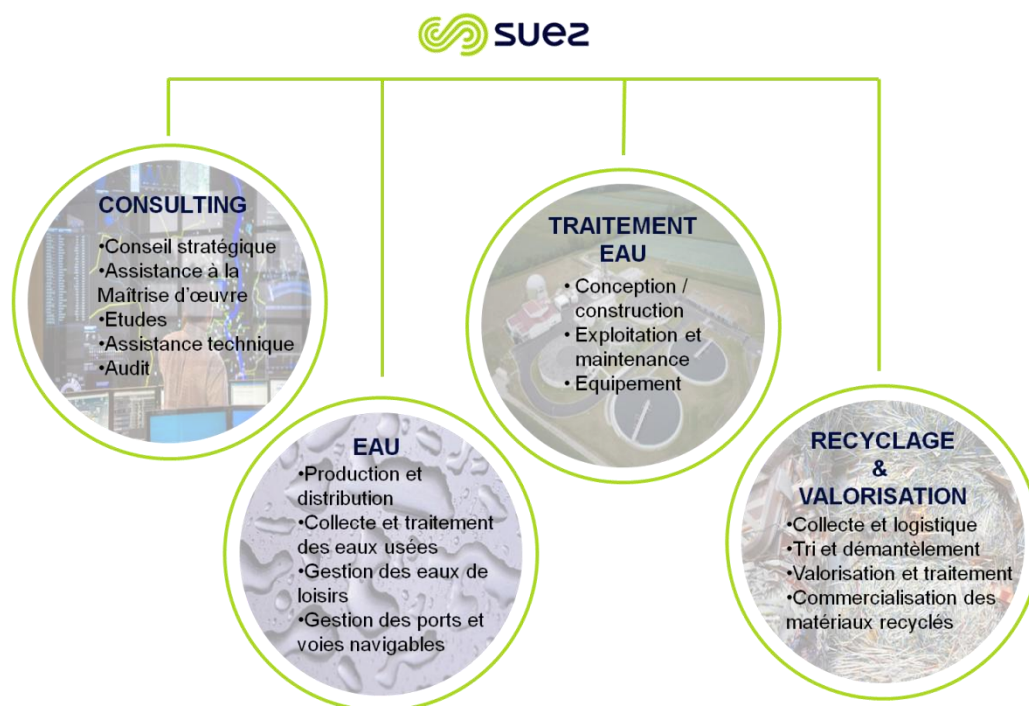 suez
CONSULTING
•Conseil stratégique
•Assistance à la
Maîtrise d'œuvre
•Etudes
•Assistance technique
•Audit
EAU
•Production et
distribution
•Collecte et traitement
des eaux usées
•Gestion des eaux de
loisirs
•Gestion des ports et
voies navigables
TRAITEMENT
EAU
• Conception /
construction
• Exploitation et
maintenance
• Equipement
RECYCLAGE
&
VALORISATION
•Collecte et logistique
•Tri et démantèlement
•Valorisation et traitement
•Commercialisation des
matériaux recyclés